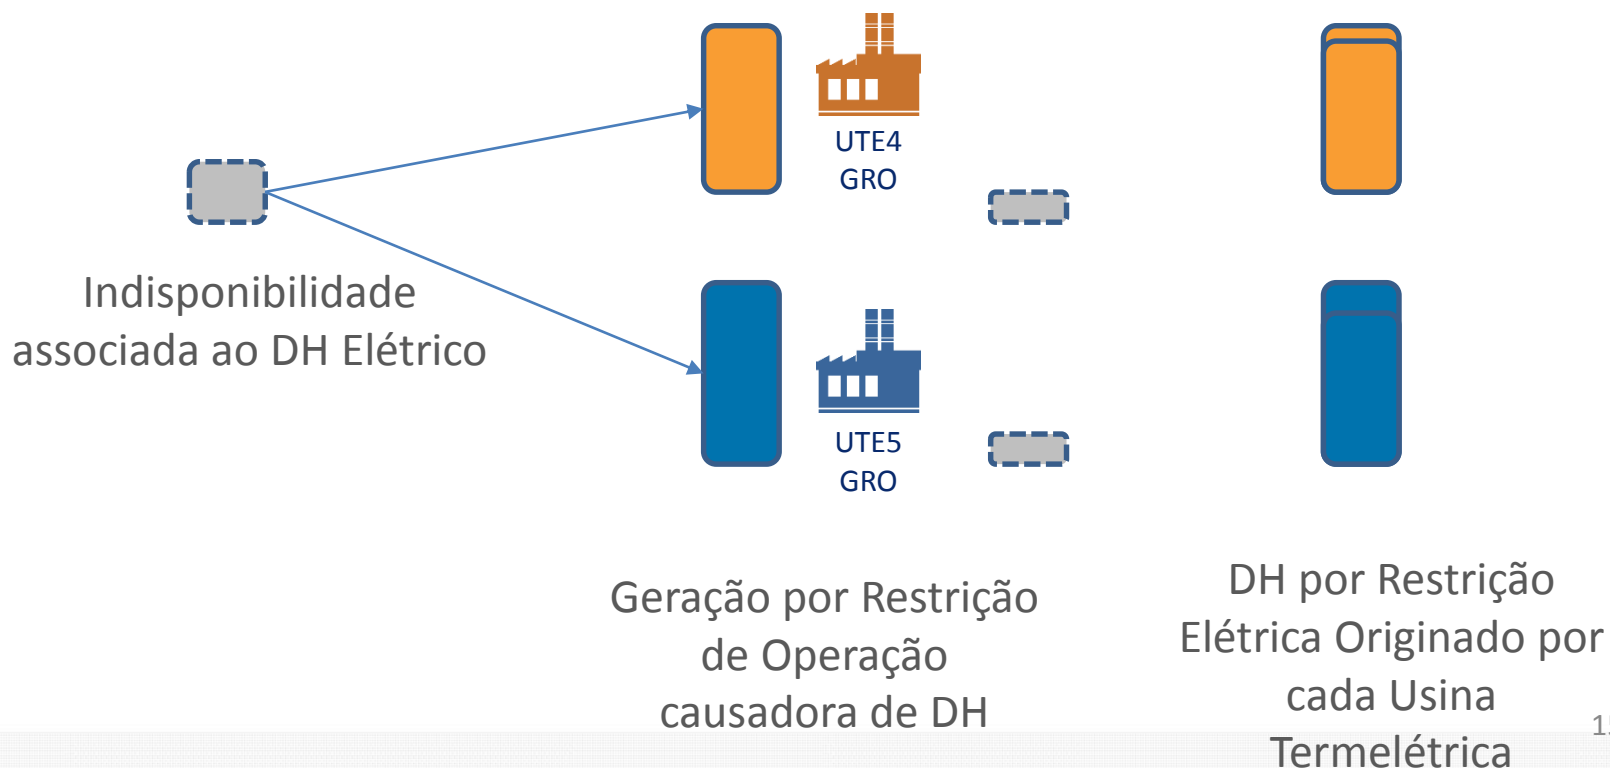 UTE4
GRO
Indisponibilidade
associada ao DH Elétrico
UTE5
GRO
Geração por Restrição
de Operação
causadora de DH
DH por Restrição
Elétrica Originado por
cada Usina
Termelétrica